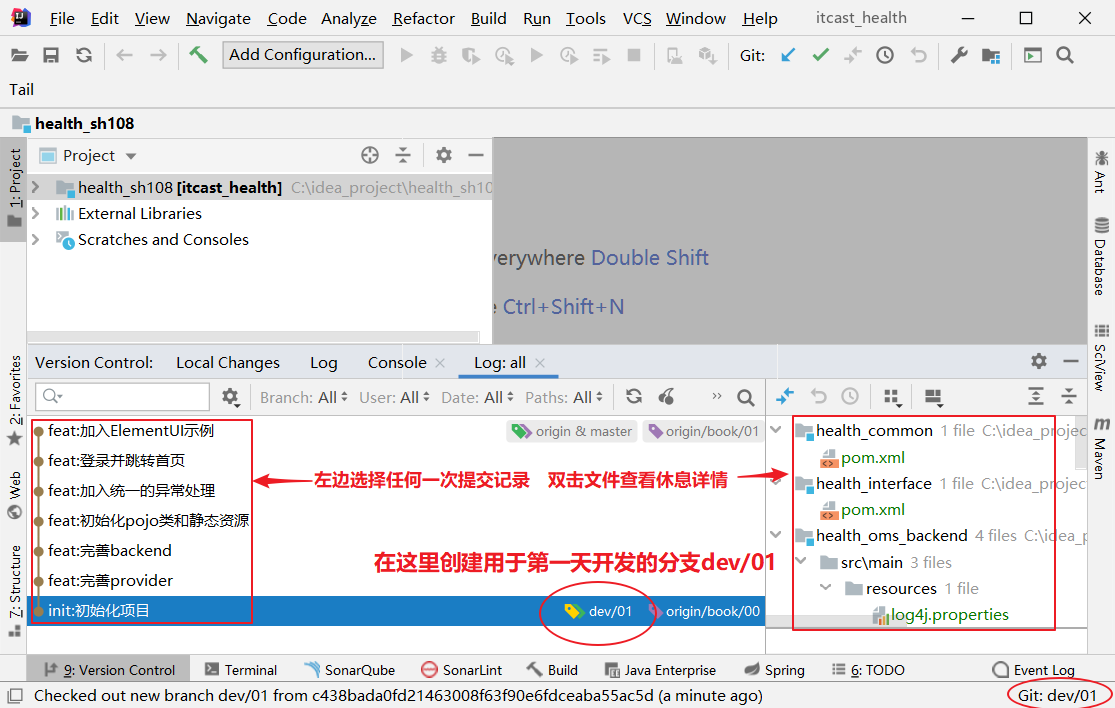 File Edit View Navigate Code Analyze Refactor Build Run Tools VCS Window Help itcast_health
Add Configuration... Git:
Tail
health_sh108
1: Project
Project
health_sh108 [itcast_health] C:\idea_project\health_sh10
External Libraries
Scratches and Consoles
verywhere Double Shift
e Ctrl+Shift+N
Ant
Database
SciView
Maven
2: Favorites
Web
Z: Structure
Version Control: Local Changes Log Console Log: all
Branch: All User: All Date: All Paths: All
feat:加入ElementUI示例 origin & master origin/book/01
feat:登录并跳转首页
feat:加入统一的异常处理
feat:初始化pojo类和静态资源
feat:完善backend
feat:完善provider
init:初始化项目 dev/01 origin/book/00
左边选择任何一次提交记录 双击文件查看休息详情
在这里创建用于第一天开发的分支dev/01
health_common 1 file C:\idea_projec
pom.xml
health_interface 1 file C:\idea_project
pom.xml
health_oms_backend 4 files C:\idea_p
src\main 3 files
resources 1 file
log4j.properties
9: Version Control Terminal SonarQube SonarLint Build Java Enterprise Spring 6: TODO Event Log
Checked out new branch dev/01 from c438bada0fd21463008f63f90e6fdceaba55ac5d (a minute ago) Git: dev/01